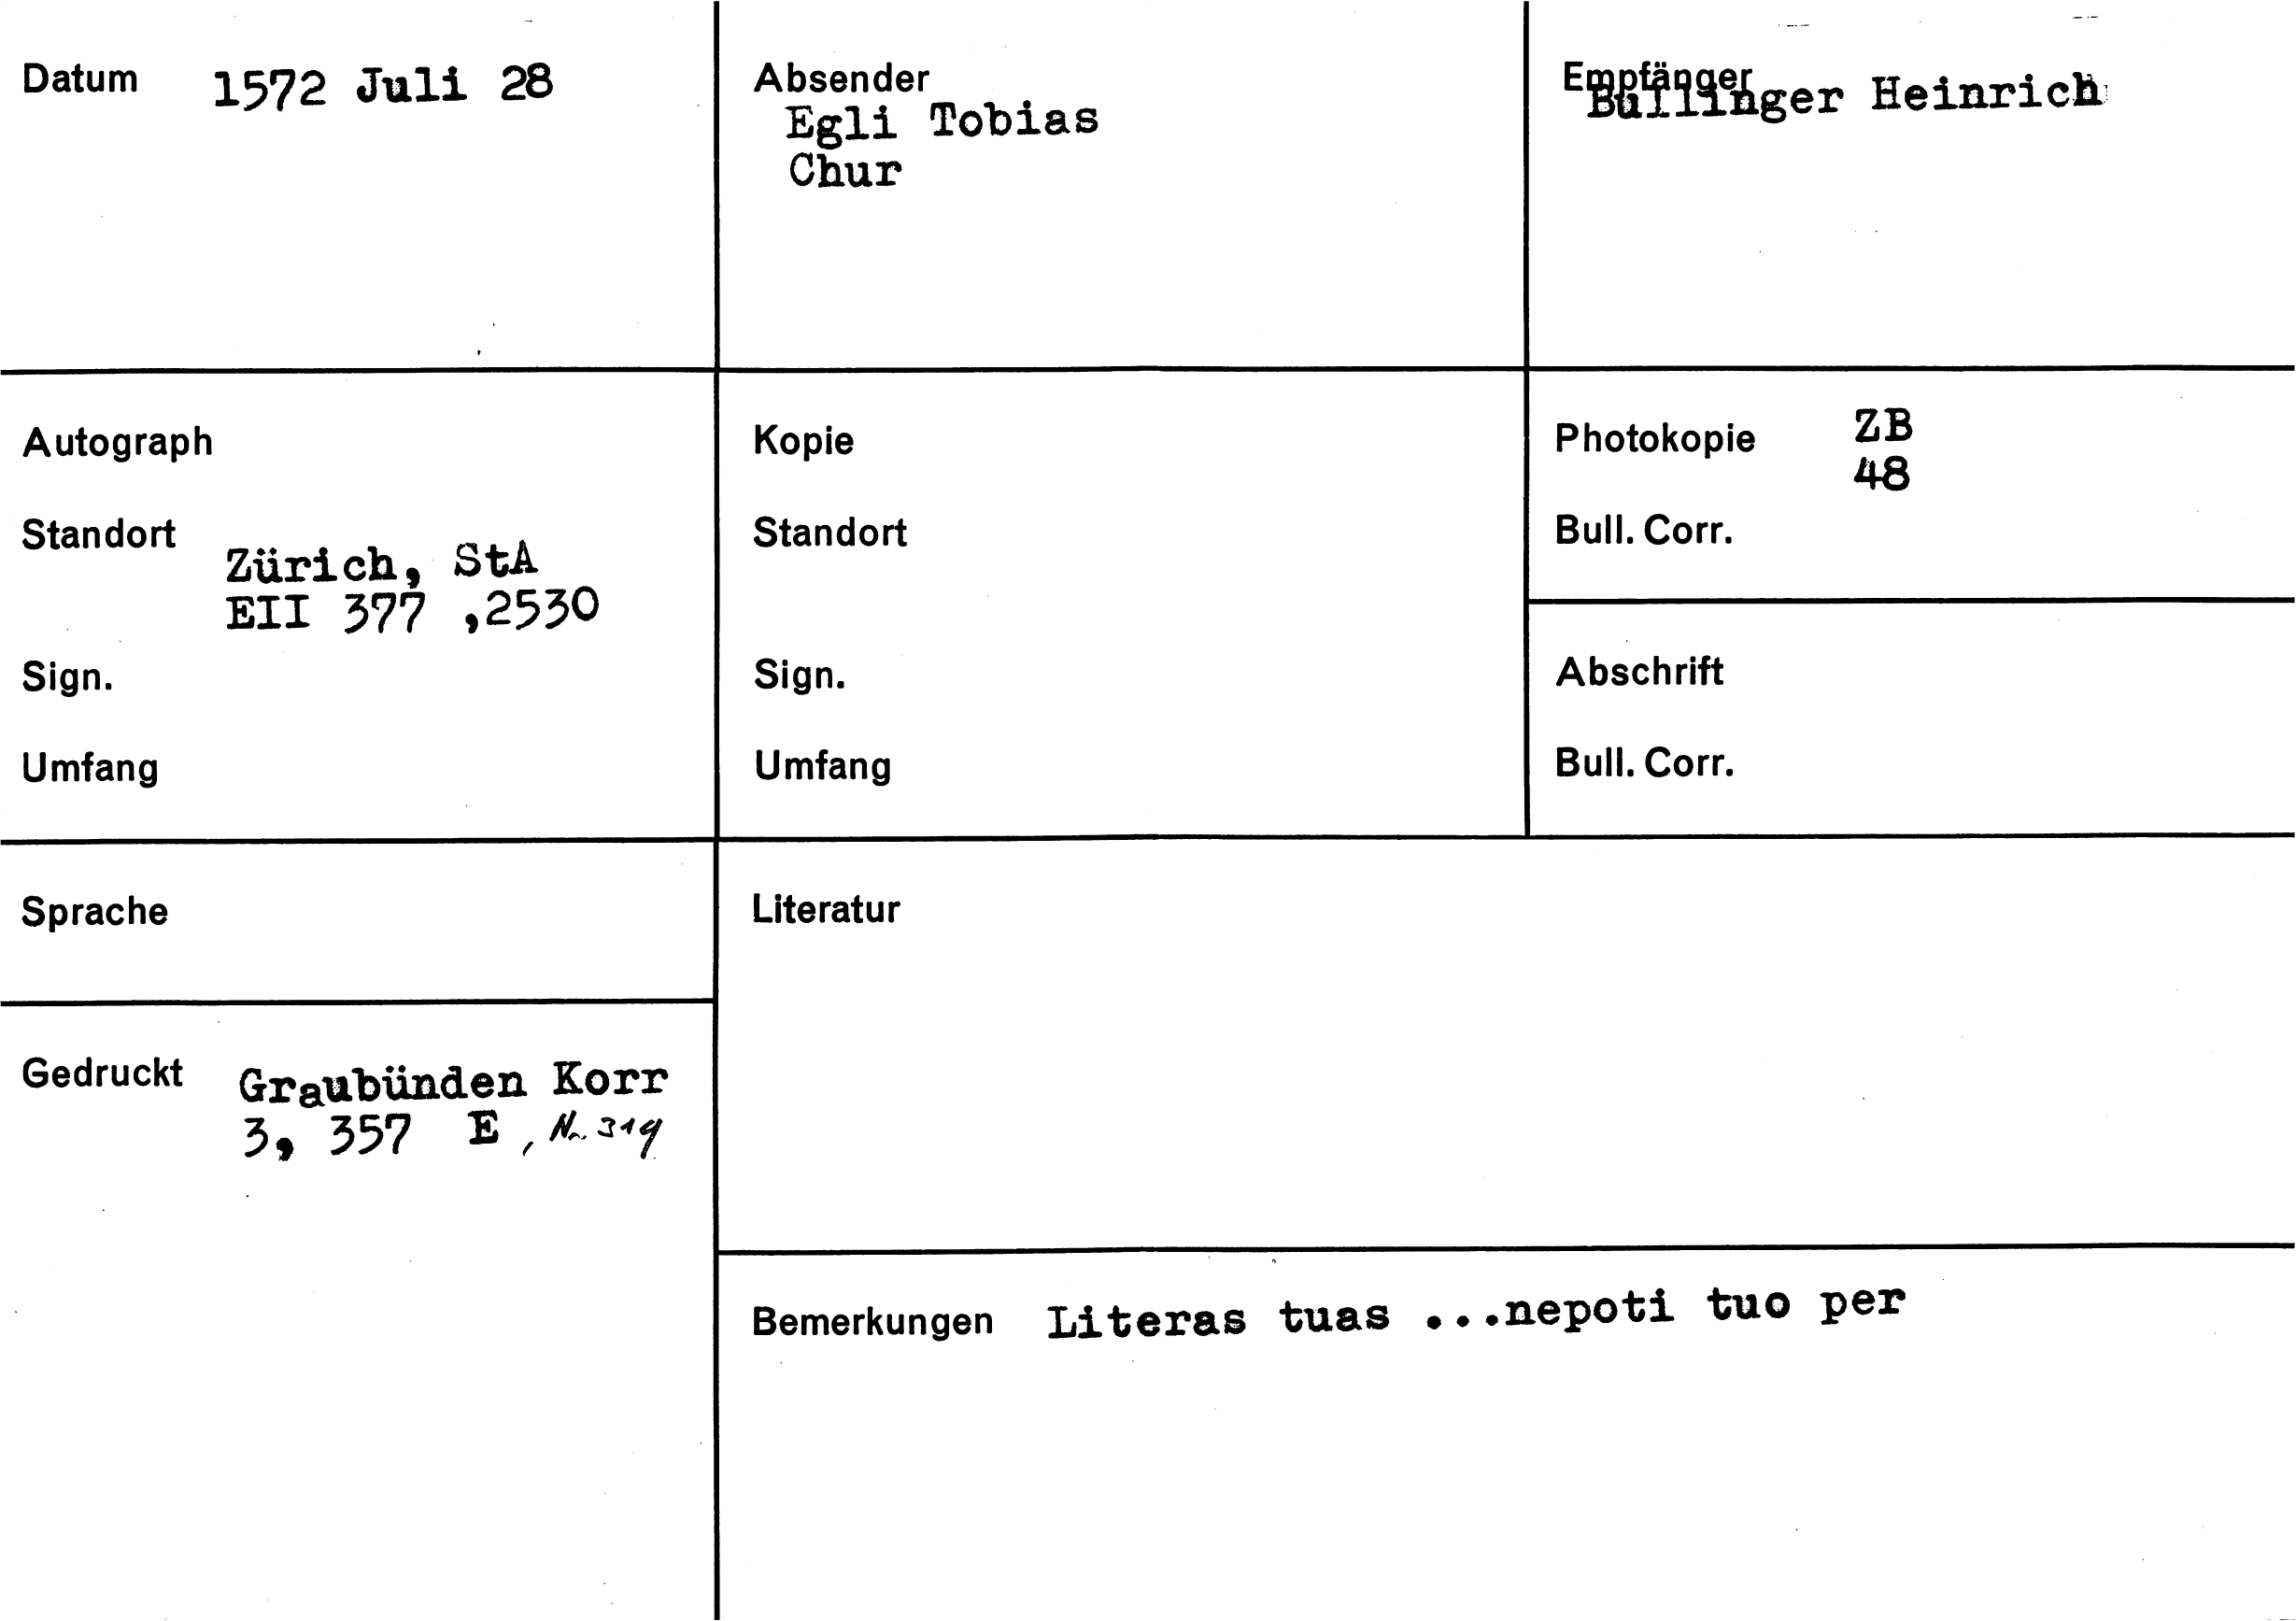 Datum 1572 Juli 28
Absender
Egli Tobias
Chur
Empfänger
Bullinger Heinrich
Autograph
Standort
Zürich, StA
EII 377 ,2530
Sign.
Umfang
Kopie
Standort
Sign.
Umfang
Photokopie ZB
48
Bull. Corr.
Abschrift
Bull. Corr.
Sprache
Gedruckt Graubünden Korr
3, 357 E , Nr. 319
Literatur
Bemerkungen Literas tuas ...nepoti tuo per